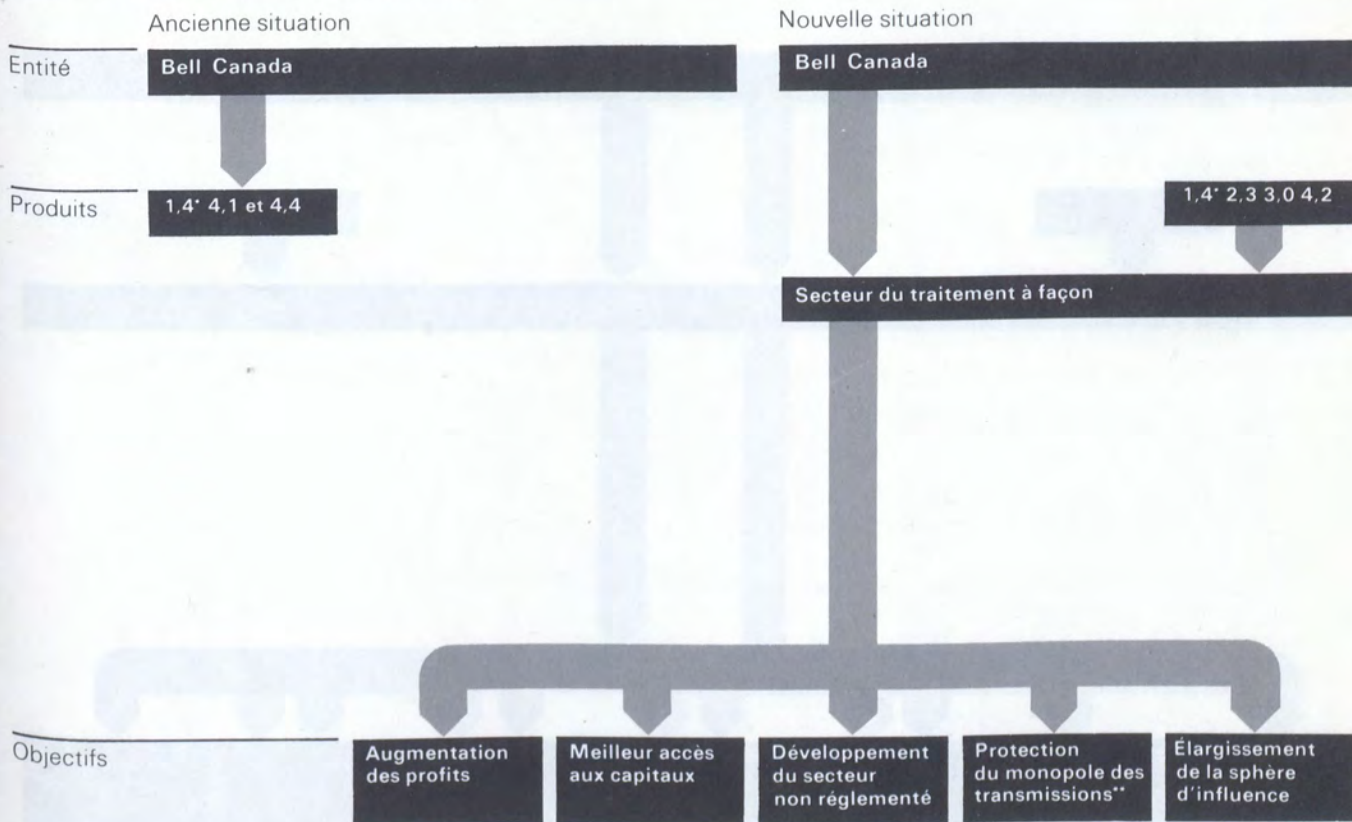 Ancienne situation
Nouvelle situation
Entité
Bell Canada
Bell Canada
Produits
1,4* 4,1 et 4,4
1,4* 2,3 3,0 4,2
Secteur du traitement à façon
Objectifs
Augmentation
des profits
Meilleur accès
aux capitaux
Développement
du secteur
non réglementé
Protection
du monopole des
transmissions**
Élargissement
de la sphère
d'influence